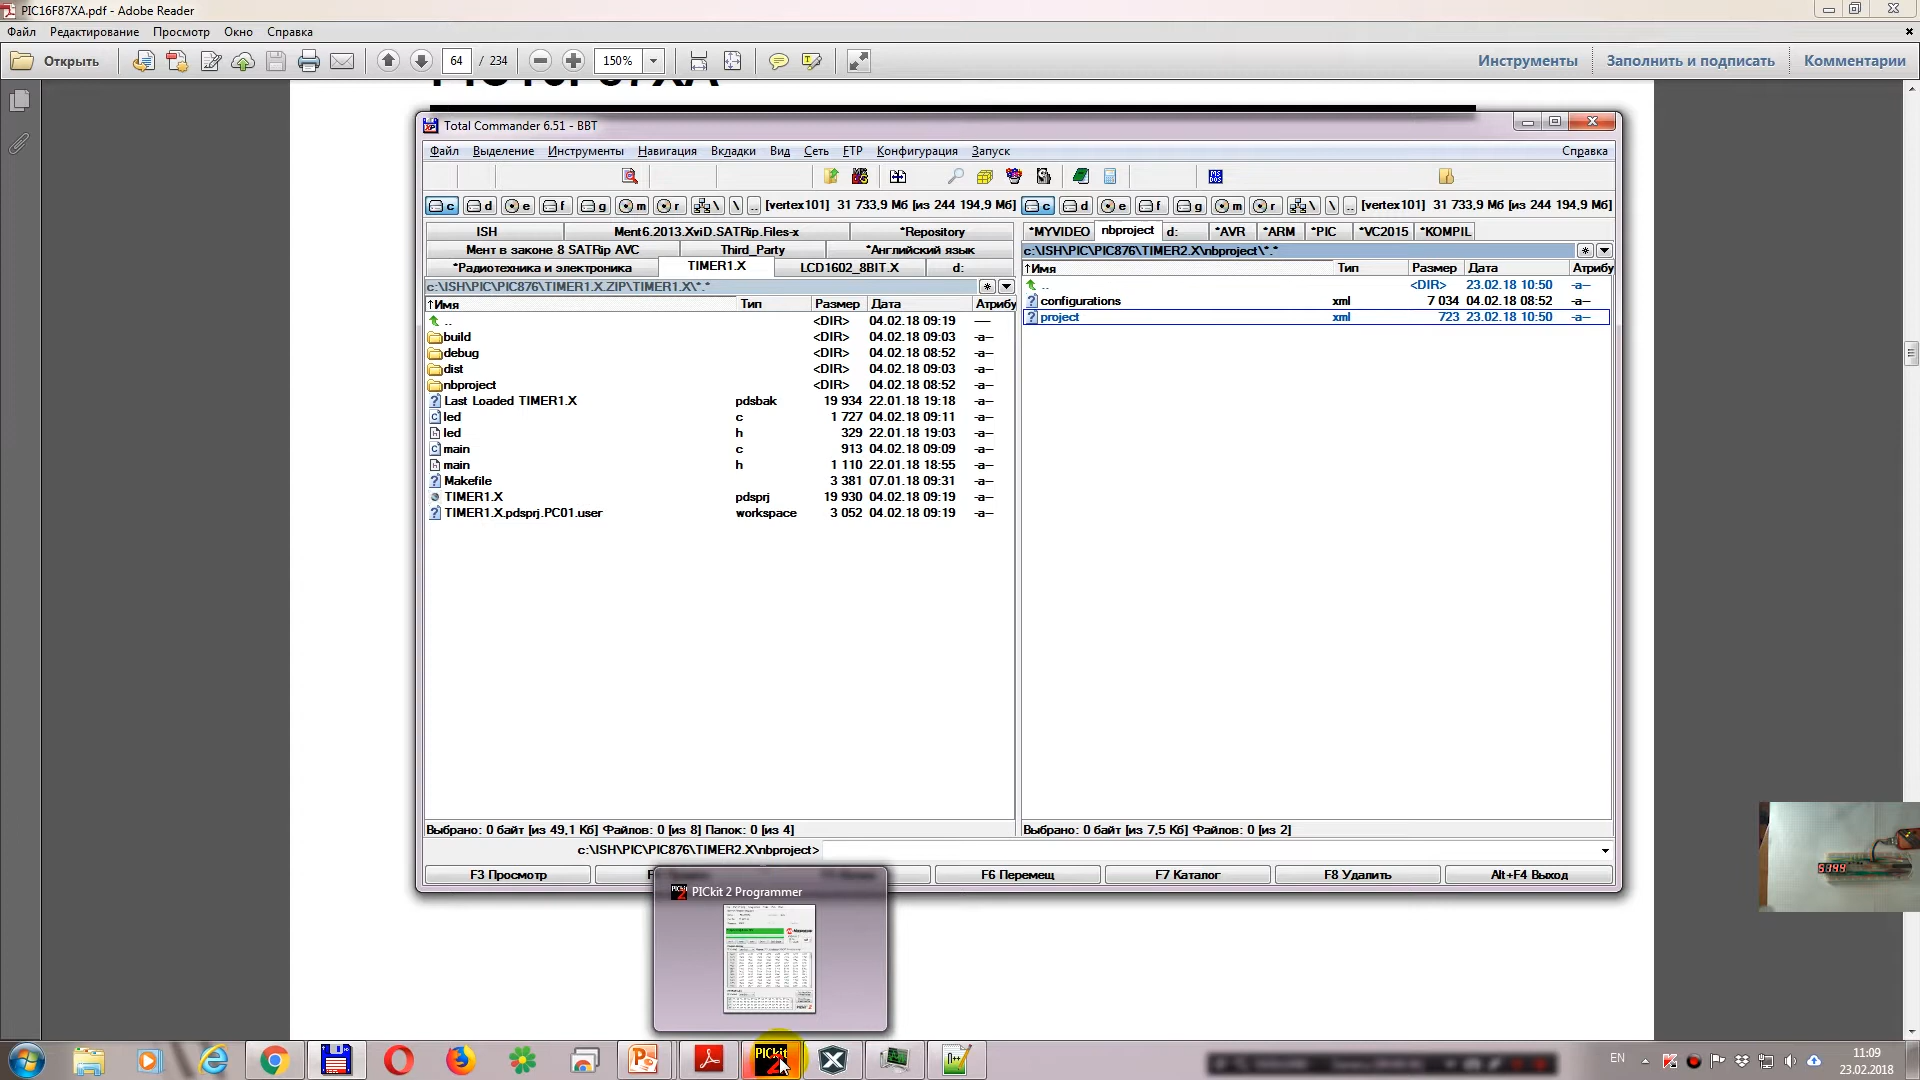 PIC16F87XA.pdf - Adobe Reader
Файл Редактирование Просмотр Окно Справка
Открыть 64 / 234 150% Инструменты Заполнить и подписать Комментарии
Total Commander 6.51 - BBT
Файл Выделение Инструменты Навигация Вкладки Вид Сеть FTP Конфигурация Запуск Справка
c d e f g m r \ .. [vertex101] 31 733,9 Мб [из 244 194,9 Мб] c d e f g m r \ .. [vertex101] 31 733,9 Мб [из 244 194,9 Мб]
ISH Ment6.2013.XviD.SATRip.Files-x *Repository *MYVIDEO nbproject d: *AVR *ARM *PIC *VC2015 *KOMPIL
Мент в законе 8 SATRip AVC Third_Party *Английский язык
*Радиотехника и электроника TIMER1.X LCD1602_8BIT.X d:
c:\ISH\PIC\PIC876\TIMER2.X\nbproject\*.*
↑Имя Тип Размер Дата Атрибу
.. <DIR> 23.02.18 10:50 -a--
configurations xml 7 034 04.02.18 08:52 -a--
project xml 723 23.02.18 10:50 -a--
c:\ISH\PIC\PIC876\TIMER1.X.ZIP\TIMER1.X\*.*
↑Имя Тип Размер Дата Атрибу
.. <DIR> 04.02.18 09:19 ----
build <DIR> 04.02.18 09:03 -a--
debug <DIR> 04.02.18 08:52 -a--
dist <DIR> 04.02.18 09:03 -a--
nbproject <DIR> 04.02.18 08:52 -a--
Last Loaded TIMER1.X pdsbak 19 934 22.01.18 19:18 -a--
led c 1 727 04.02.18 09:11 -a--
led h 329 22.01.18 19:03 -a--
main c 913 04.02.18 09:09 -a--
main h 1 110 22.01.18 18:55 -a--
Makefile 3 381 07.01.18 09:31 -a--
TIMER1.X pdsprj 19 930 04.02.18 09:19 -a--
TIMER1.X.pdsprj.PC01.user workspace 3 052 04.02.18 09:19 -a--
Выбрано: 0 байт [из 49,1 Кб] Файлов: 0 [из 8] Папок: 0 [из 4] Выбрано: 0 байт [из 7,5 Кб] Файлов: 0 [из 2]
c:\ISH\PIC\PIC876\TIMER2.X\nbproject>
F3 Просмотр F6 Перемещ F7 Каталог F8 Удалить Alt+F4 Выход
PICkit 2 Programmer
EN 11:09
23.02.2018